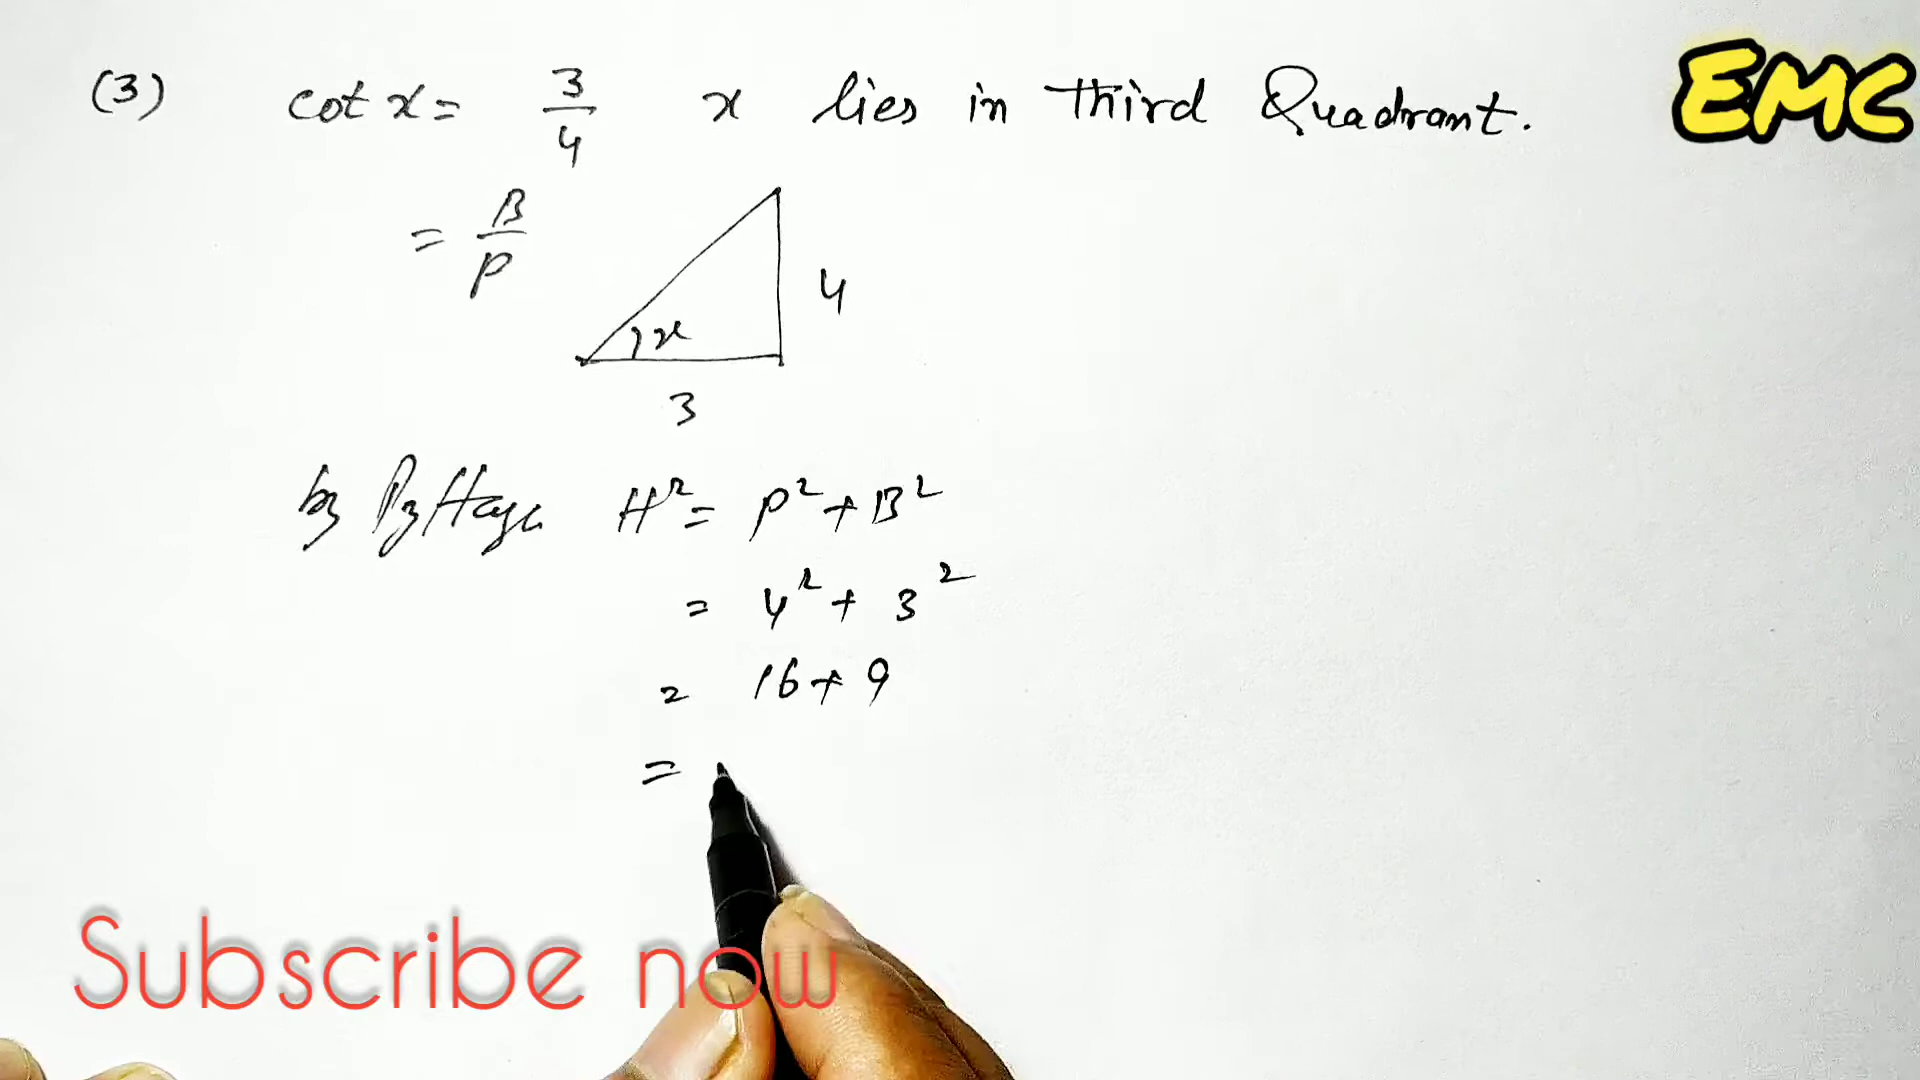 (3) cot x = 3/4 x lies in third Quadrant.
EMC
= B/P
4
x
3
by H² = P² + B²
= 4² + 3²
= 16 + 9
=
Subscribe now